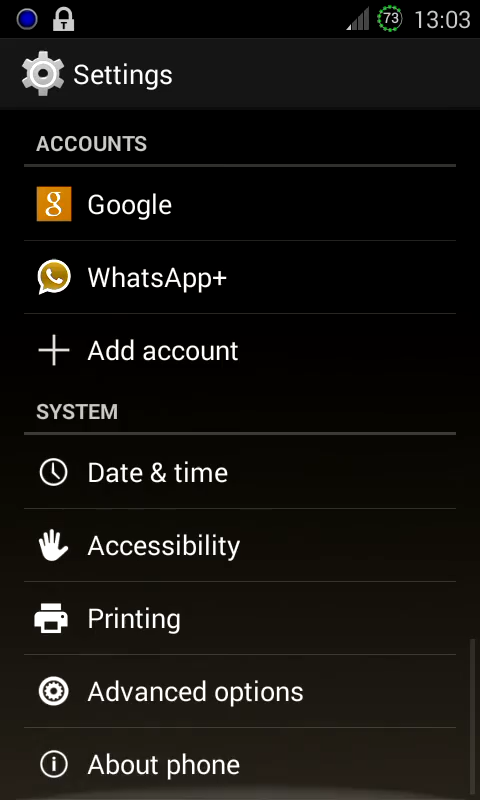 73 13:03
Settings
ACCOUNTS
Google
WhatsApp+
Add account
SYSTEM
Date & time
Accessibility
Printing
Advanced options
About phone